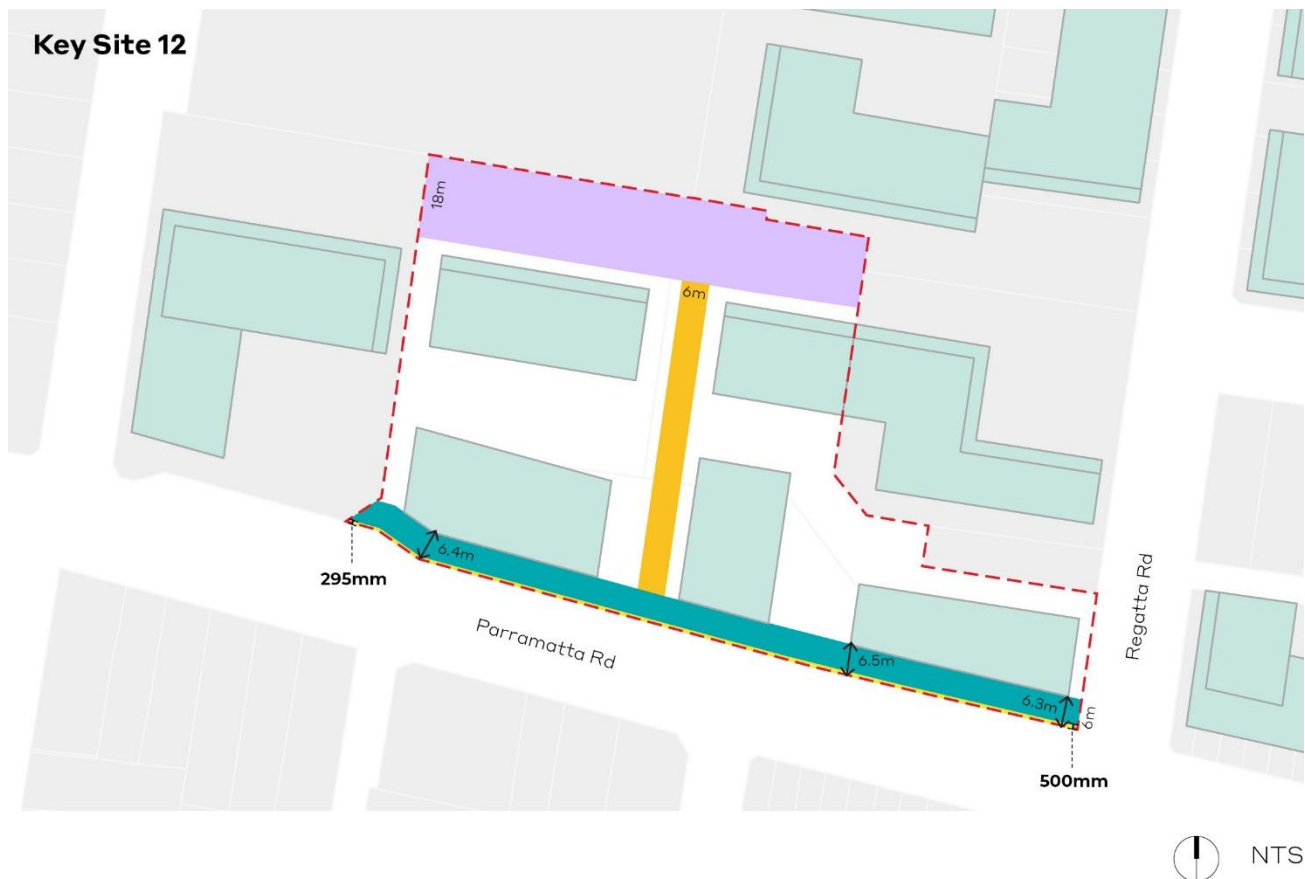 Key Site 12
18m
6m
6.4m
295mm
Parramatta Rd
6.5m
6.3m
6m
500mm
Regatta Rd
NTS